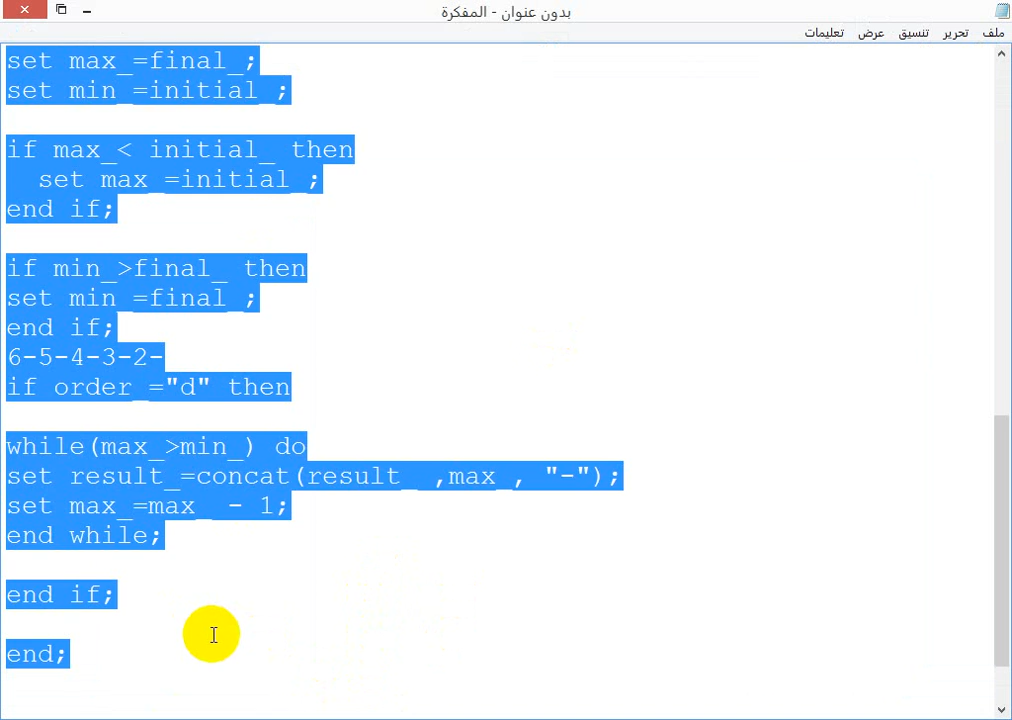 بدون عنوان - المفكرة
ملف تحرير تنسيق عرض تعليمات
set max_=final_;
set min_=initial_;
if max_< initial_ then
set max_=initial_;
end if;
if min_>final_ then
set min_=final_;
end if;
6-5-4-3-2-
if order_="d" then
while(max_>min_) do
set result_=concat(result_ ,max_, "-");
set max_=max_ - 1;
end while;
end if;
end;